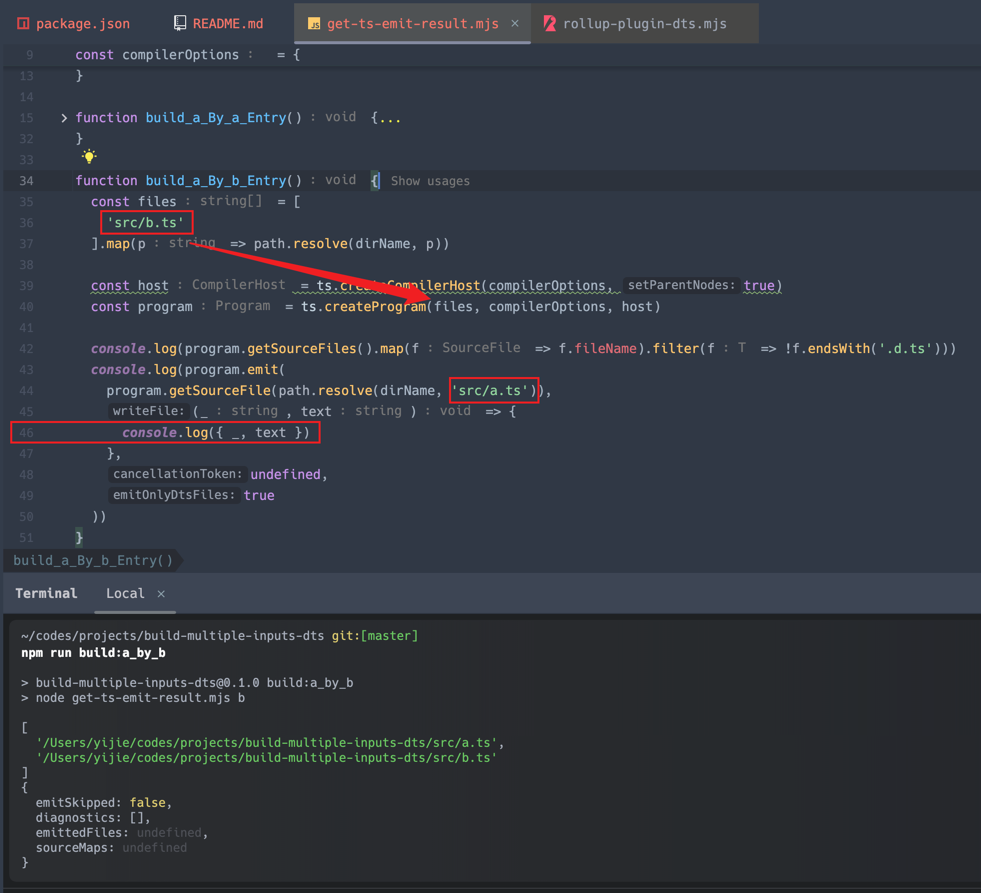 package.json README.md get-ts-emit-result.mjs × rollup-plugin-dts.mjs
9 const compilerOptions : = {
13 }
14
15 function build_a_By_a_Entry() : void {...
32 }
33
34 function build_a_By_b_Entry() : void { Show usages
35 const files : string[] = [
36 'src/b.ts'
37 ].map(p : string => path.resolve(dirName, p))
38
39 const host : CompilerHost = ts.createCompilerHost(compilerOptions, setParentNodes: true)
40 const program : Program = ts.createProgram(files, compilerOptions, host)
41
42 console.log(program.getSourceFiles().map(f : SourceFile => f.fileName).filter(f : T => !f.endsWith('.d.ts')))
43 console.log(program.emit(
44 program.getSourceFile(path.resolve(dirName, 'src/a.ts')),
45 writeFile: (_ : string , text : string ) : void => {
46 console.log({ _, text })
47 },
48 cancellationToken: undefined,
49 emitOnlyDtsFiles: true
50 ))
51 }
build_a_By_b_Entry()
Terminal Local ×
~/codes/projects/build-multiple-inputs-dts git:[master]
npm run build:a_by_b
> build-multiple-inputs-dts@0.1.0 build:a_by_b
> node get-ts-emit-result.mjs b
[
'/Users/yijie/codes/projects/build-multiple-inputs-dts/src/a.ts',
'/Users/yijie/codes/projects/build-multiple-inputs-dts/src/b.ts'
]
{
emitSkipped: false,
diagnostics: [],
emittedFiles: undefined,
sourceMaps: undefined
}